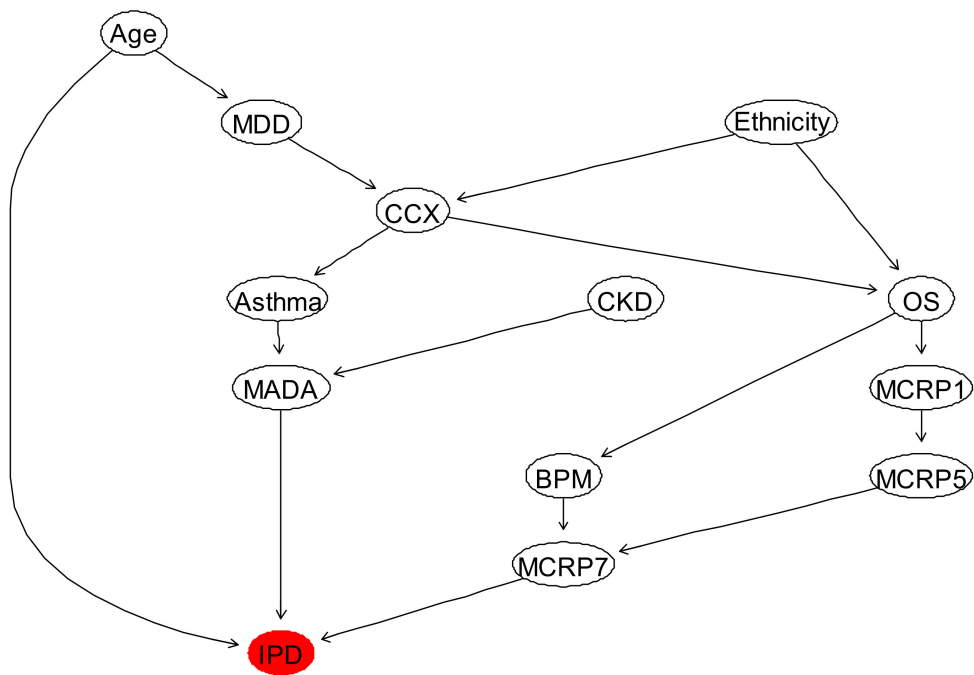 Age
MDD
Ethnicity
CCX
Asthma
CKD
OS
MADA
MCRP1
BPM
MCRP5
MCRP7
IPD